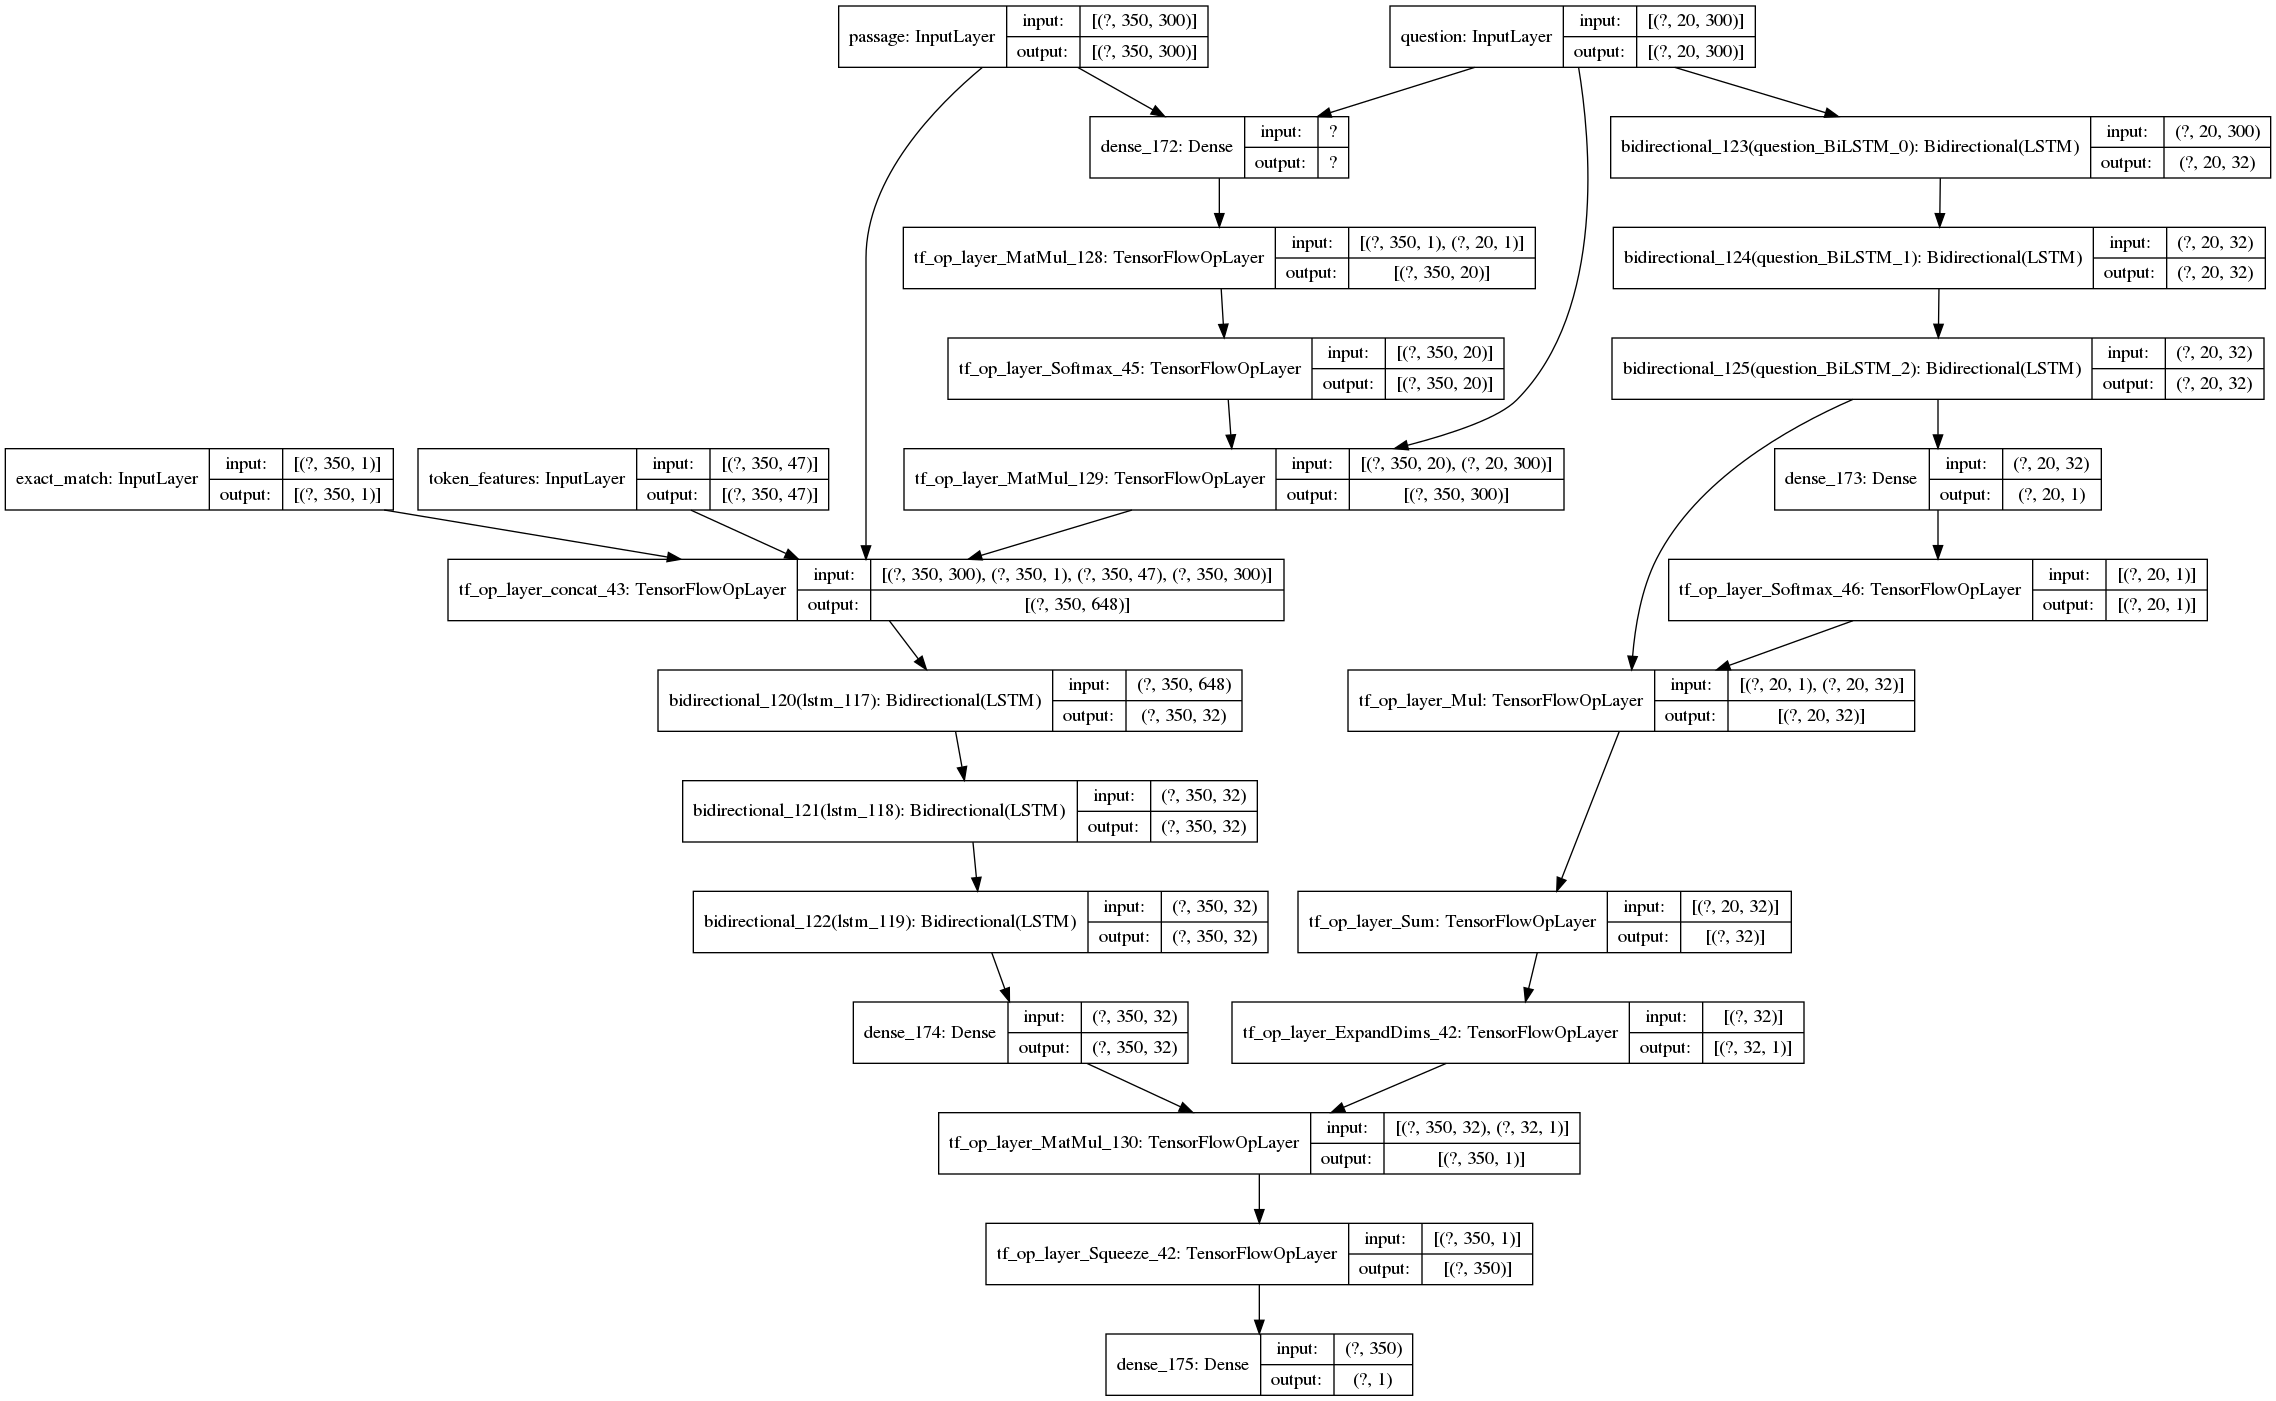 passage: InputLayer
input: [(?, 350, 300)]
output: [(?, 350, 300)]
question: InputLayer
input: [(?, 20, 300)]
output: [(?, 20, 300)]
dense_172: Dense
input: ?
output: ?
bidirectional_123(question_BiLSTM_0): Bidirectional(LSTM)
input: (?, 20, 300)
output: (?, 20, 32)
tf_op_layer_MatMul_128: TensorFlowOpLayer
input: [(?, 350, 1), (?, 20, 1)]
output: [(?, 350, 20)]
bidirectional_124(question_BiLSTM_1): Bidirectional(LSTM)
input: (?, 20, 32)
output: (?, 20, 32)
tf_op_layer_Softmax_45: TensorFlowOpLayer
input: [(?, 350, 20)]
output: [(?, 350, 20)]
bidirectional_125(question_BiLSTM_2): Bidirectional(LSTM)
input: (?, 20, 32)
output: (?, 20, 32)
exact_match: InputLayer
input: [(?, 350, 1)]
output: [(?, 350, 1)]
token_features: InputLayer
input: [(?, 350, 47)]
output: [(?, 350, 47)]
tf_op_layer_MatMul_129: TensorFlowOpLayer
input: [(?, 350, 20), (?, 20, 300)]
output: [(?, 350, 300)]
dense_173: Dense
input: (?, 20, 32)
output: (?, 20, 1)
tf_op_layer_concat_43: TensorFlowOpLayer
input: [(?, 350, 300), (?, 350, 1), (?, 350, 47), (?, 350, 300)]
output: [(?, 350, 648)]
tf_op_layer_Softmax_46: TensorFlowOpLayer
input: [(?, 20, 1)]
output: [(?, 20, 1)]
bidirectional_120(lstm_117): Bidirectional(LSTM)
input: (?, 350, 648)
output: (?, 350, 32)
tf_op_layer_Mul: TensorFlowOpLayer
input: [(?, 20, 1), (?, 20, 32)]
output: [(?, 20, 32)]
bidirectional_121(lstm_118): Bidirectional(LSTM)
input: (?, 350, 32)
output: (?, 350, 32)
bidirectional_122(lstm_119): Bidirectional(LSTM)
input: (?, 350, 32)
output: (?, 350, 32)
tf_op_layer_Sum: TensorFlowOpLayer
input: [(?, 20, 32)]
output: [(?, 32)]
dense_174: Dense
input: (?, 350, 32)
output: (?, 350, 32)
tf_op_layer_ExpandDims_42: TensorFlowOpLayer
input: [(?, 32)]
output: [(?, 32, 1)]
tf_op_layer_MatMul_130: TensorFlowOpLayer
input: [(?, 350, 32), (?, 32, 1)]
output: [(?, 350, 1)]
tf_op_layer_Squeeze_42: TensorFlowOpLayer
input: [(?, 350, 1)]
output: [(?, 350)]
dense_175: Dense
input: (?, 350)
output: (?, 1)